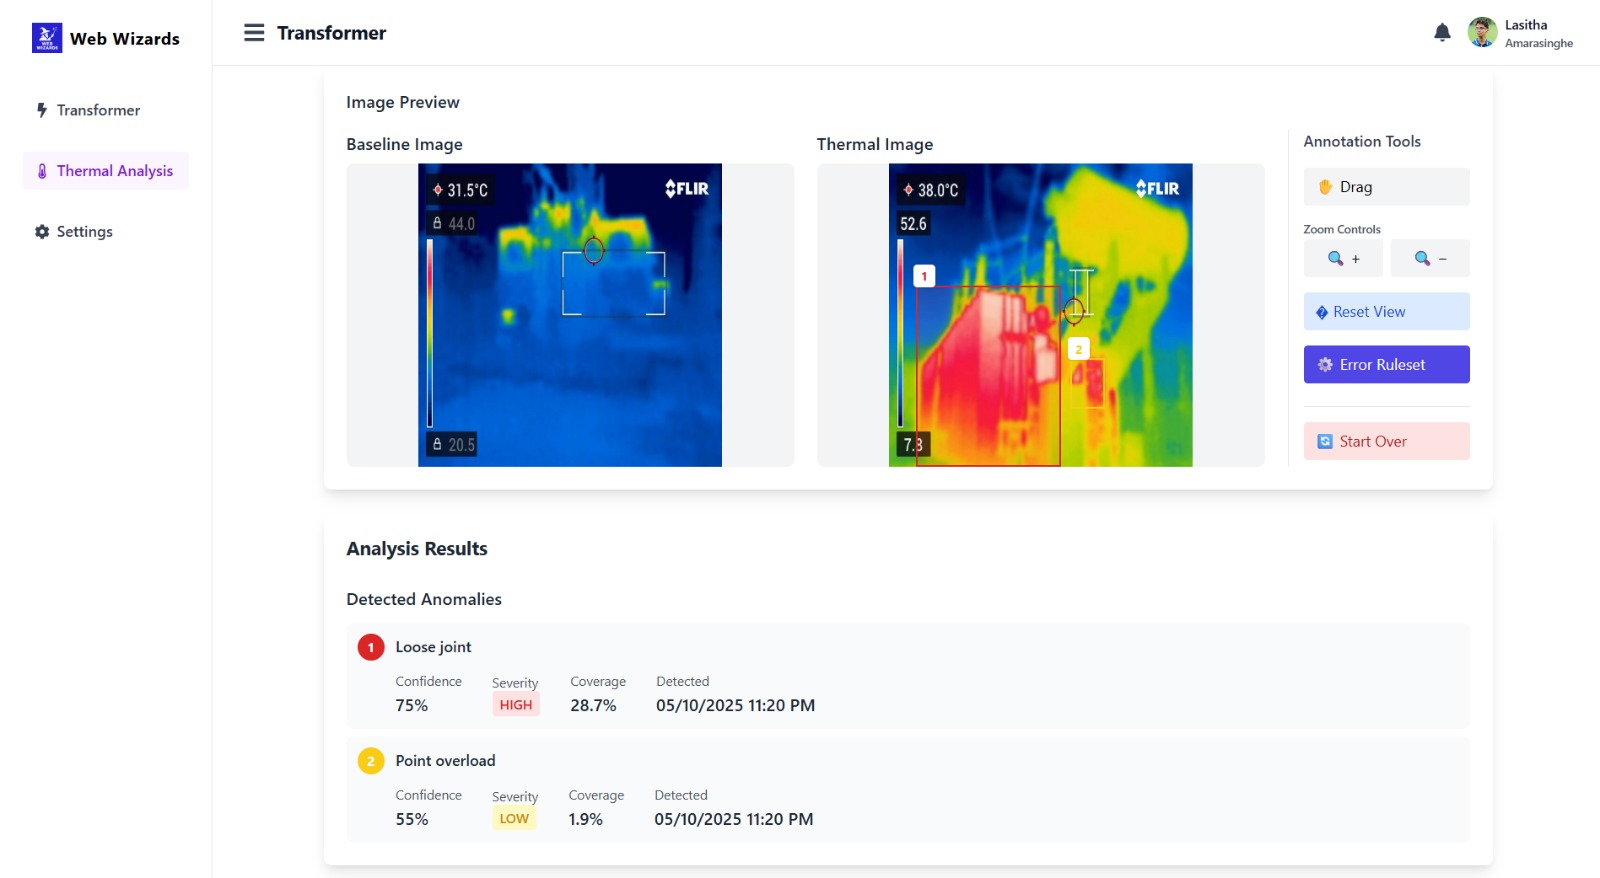 Web Wizards
Transformer
Lasitha
Amarasinghe
Transformer
Thermal Analysis
Settings
Image Preview
Baseline Image
31.5°C
FLIR
44.0
20.5
Thermal Image
38.0°C
FLIR
52.6
1
2
7.3
Annotation Tools
Drag
Zoom Controls
+
−
Reset View
Error Ruleset
Start Over
Analysis Results
Detected Anomalies
1 Loose joint
Confidence Severity Coverage Detected
75% HIGH 28.7% 05/10/2025 11:20 PM
2 Point overload
Confidence Severity Coverage Detected
55% LOW 1.9% 05/10/2025 11:20 PM